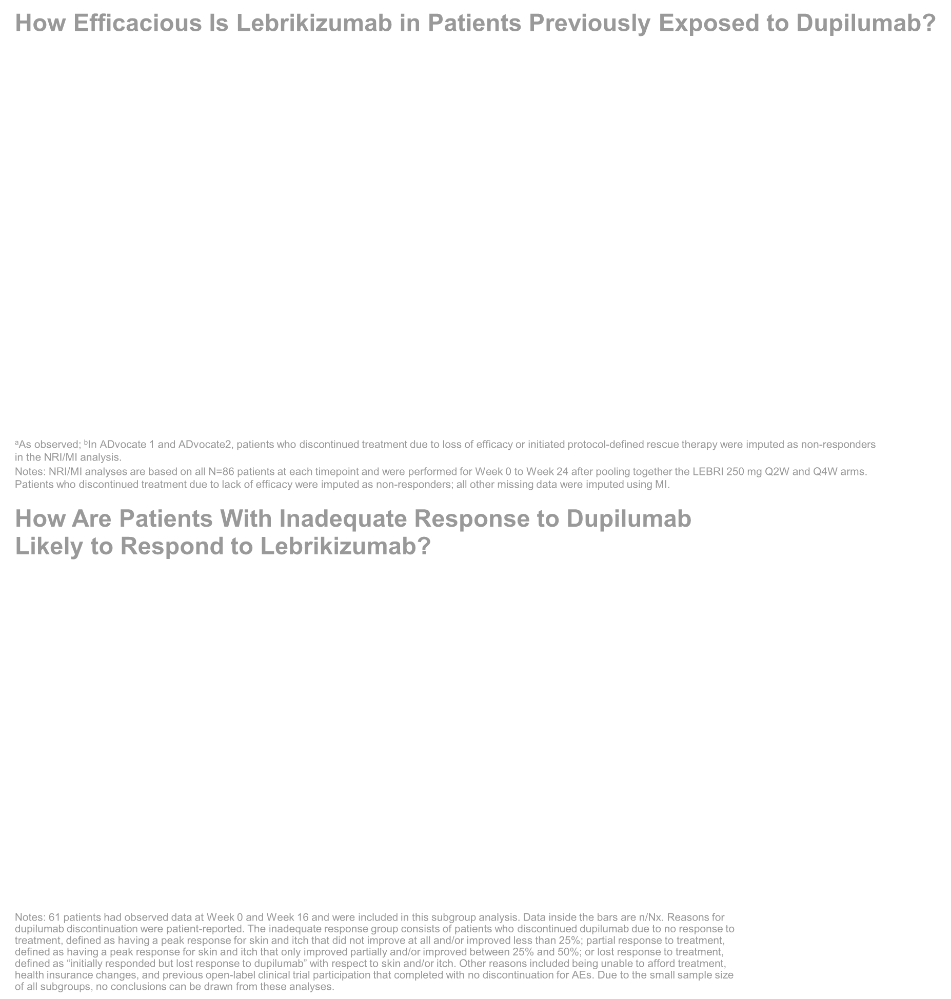 How Efficacious Is Lebrikizumab in Patients Previously Exposed to Dupilumab?
ᵃAs observed; ᵇIn ADvocate 1 and ADvocate2, patients who discontinued treatment due to loss of efficacy or initiated protocol-defined rescue therapy were imputed as non-responders
in the NRI/MI analysis.
Notes: NRI/MI analyses are based on all N=86 patients at each timepoint and were performed for Week 0 to Week 24 after pooling together the LEBRI 250 mg Q2W and Q4W arms.
Patients who discontinued treatment due to lack of efficacy were imputed as non-responders; all other missing data were imputed using MI.
How Are Patients With Inadequate Response to Dupilumab
Likely to Respond to Lebrikizumab?
Notes: 61 patients had observed data at Week 0 and Week 16 and were included in this subgroup analysis. Data inside the bars are n/Nx. Reasons for
dupilumab discontinuation were patient-reported. The inadequate response group consists of patients who discontinued dupilumab due to no response to
treatment, defined as having a peak response for skin and itch that did not improve at all and/or improved less than 25%; partial response to treatment,
defined as having a peak response for skin and itch that only improved partially and/or improved between 25% and 50%; or lost response to treatment,
defined as “initially responded but lost response to dupilumab” with respect to skin and/or itch. Other reasons included being unable to afford treatment,
health insurance changes, and previous open-label clinical trial participation that completed with no discontinuation for AEs. Due to the small sample size
of all subgroups, no conclusions can be drawn from these analyses.